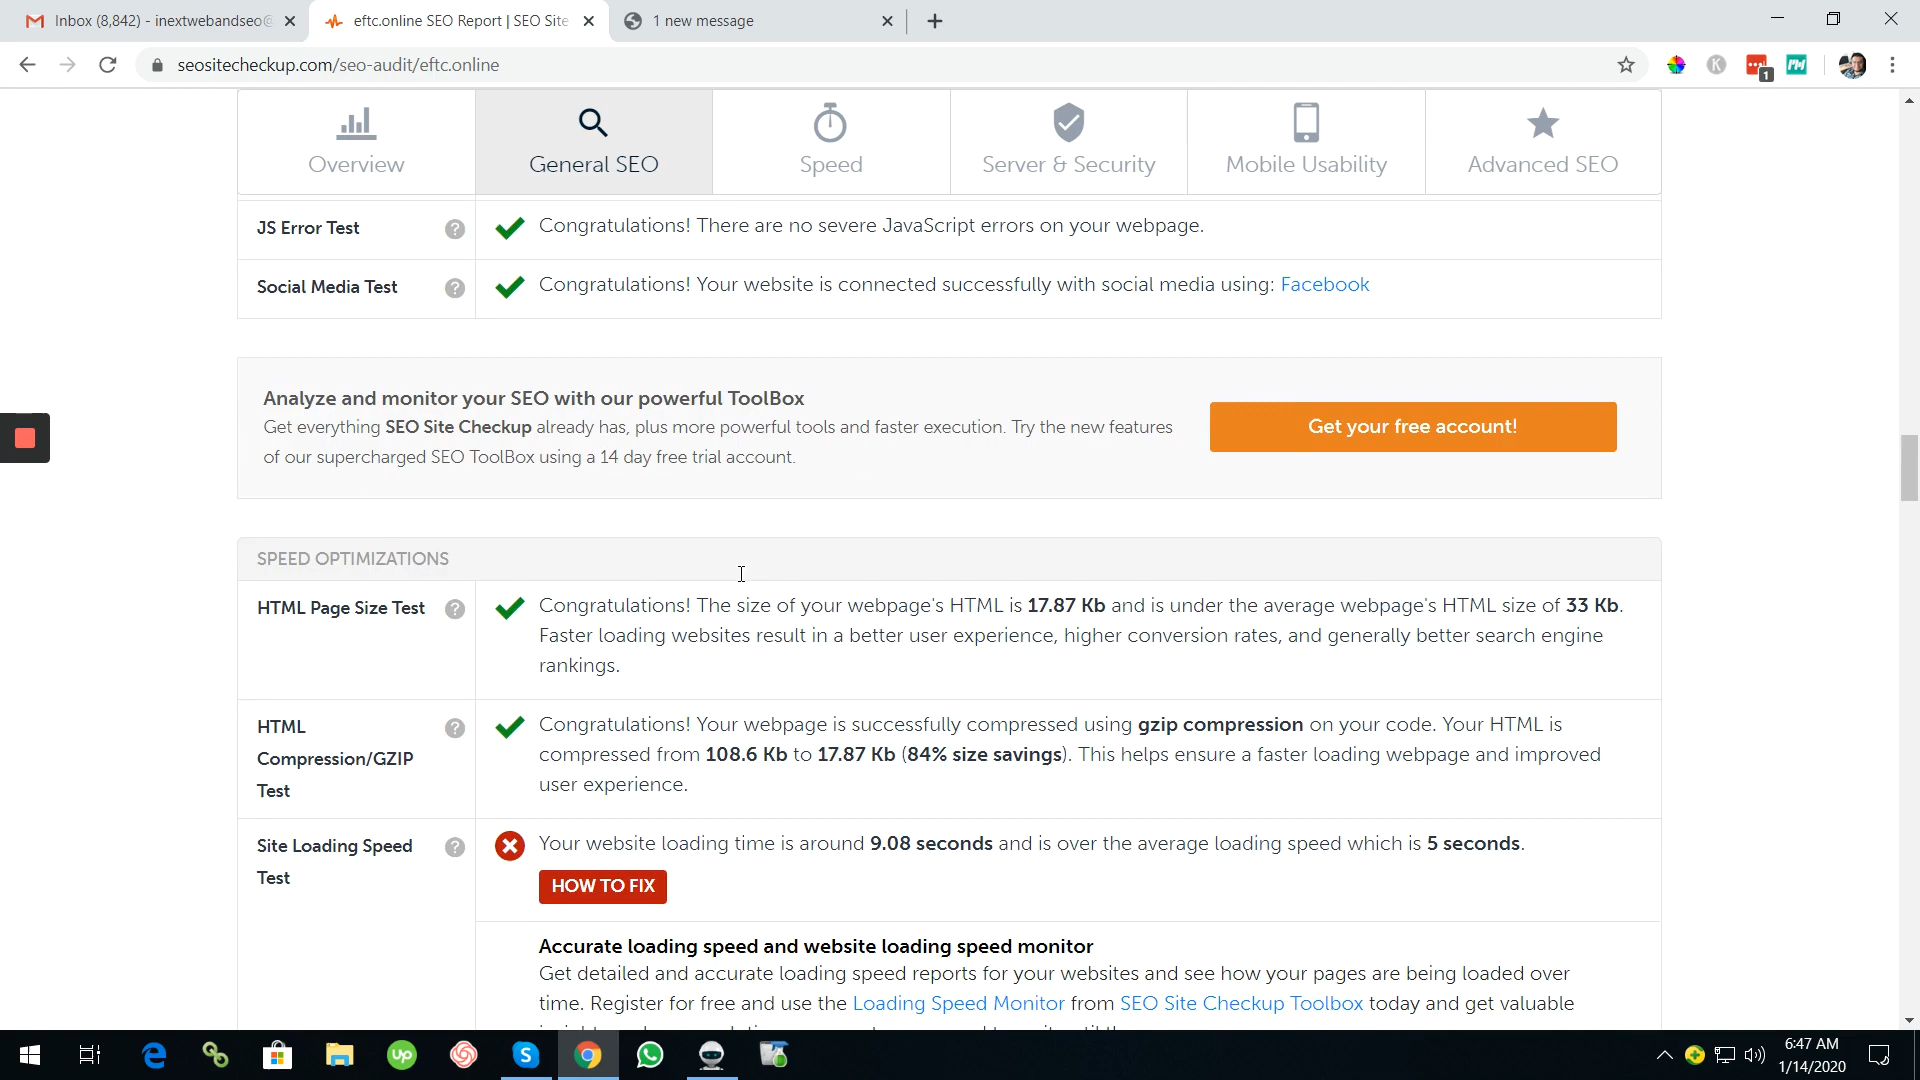 Inbox (8,842) - inextwebandseo@
eftc.online SEO Report | SEO Site
1 new message
seositecheckup.com/seo-audit/eftc.online
K
1
Overview
General SEO
Speed
Server & Security
Mobile Usability
Advanced SEO
JS Error Test
?
Congratulations! There are no severe JavaScript errors on your webpage.
Social Media Test
?
Congratulations! Your website is connected successfully with social media using: Facebook
Analyze and monitor your SEO with our powerful ToolBox
Get everything SEO Site Checkup already has, plus more powerful tools and faster execution. Try the new features
of our supercharged SEO ToolBox using a 14 day free trial account.
Get your free account!
SPEED OPTIMIZATIONS
HTML Page Size Test
?
Congratulations! The size of your webpage's HTML is 17.87 Kb and is under the average webpage's HTML size of 33 Kb.
Faster loading websites result in a better user experience, higher conversion rates, and generally better search engine
rankings.
HTML
Compression/GZIP
Test
?
Congratulations! Your webpage is successfully compressed using gzip compression on your code. Your HTML is
compressed from 108.6 Kb to 17.87 Kb (84% size savings). This helps ensure a faster loading webpage and improved
user experience.
Site Loading Speed
Test
?
Your website loading time is around 9.08 seconds and is over the average loading speed which is 5 seconds.
HOW TO FIX
Accurate loading speed and website loading speed monitor
Get detailed and accurate loading speed reports for your websites and see how your pages are being loaded over
time. Register for free and use the Loading Speed Monitor from SEO Site Checkup Toolbox today and get valuable
up
6:47 AM
1/14/2020